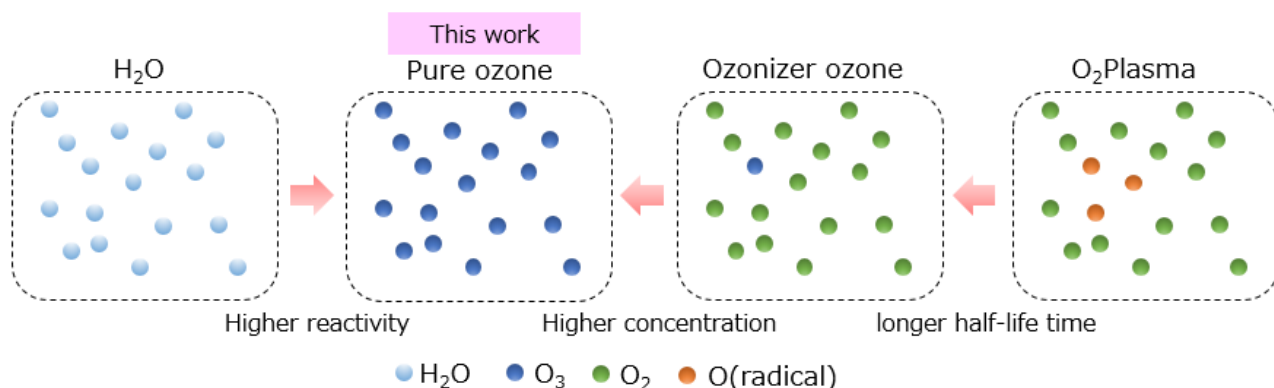 This work
H₂O
Pure ozone
Ozonizer ozone
O₂Plasma
Higher reactivity
Higher concentration
longer half-life time
H₂O
O₃
O₂
O(radical)